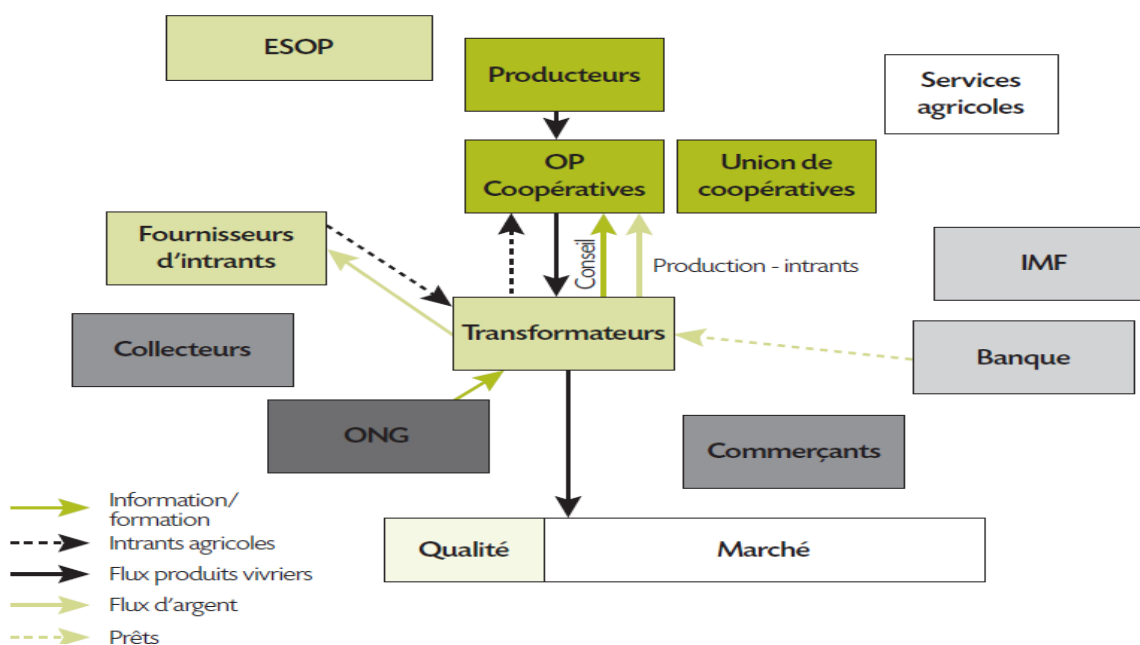 ESOP
Producteurs
Services
agricoles
OP
Coopératives
Union de
coopératives
Fournisseurs
d'intrants
Conseil
Production - intrants
IMF
Transformateurs
Collecteurs
Banque
ONG
Commerçants
Information/
formation
Intrants agricoles
Flux produits vivriers
Flux d'argent
Prêts
Qualité
Marché